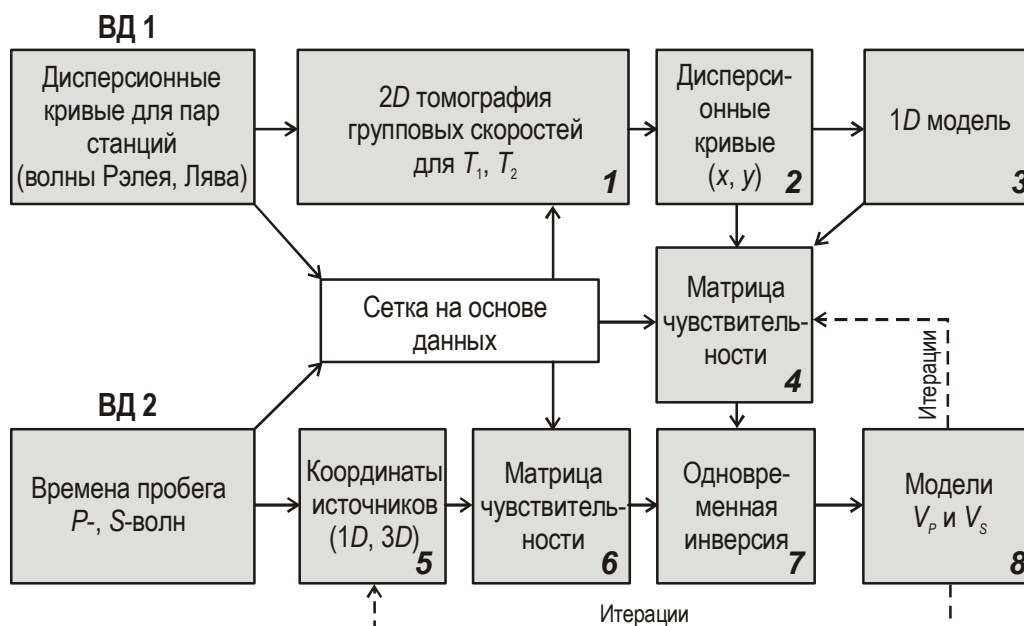 ВД 1
Дисперсионные
кривые для пар
станций
(волны Рэлея, Лява)
2D томография
групповых скоростей
для T₁, T₂
1
Дисперси-
онные
кривые
(x, y)
2
1D модель
3
Сетка на основе
данных
Матрица
чувствитель-
ности
4
Итерации
ВД 2
Времена пробега
P-, S-волн
Координаты
источников
(1D, 3D)
5
Матрица
чувствитель-
ности
6
Одновре-
менная
инверсия
7
Модели
V_P и V_S
8
Итерации